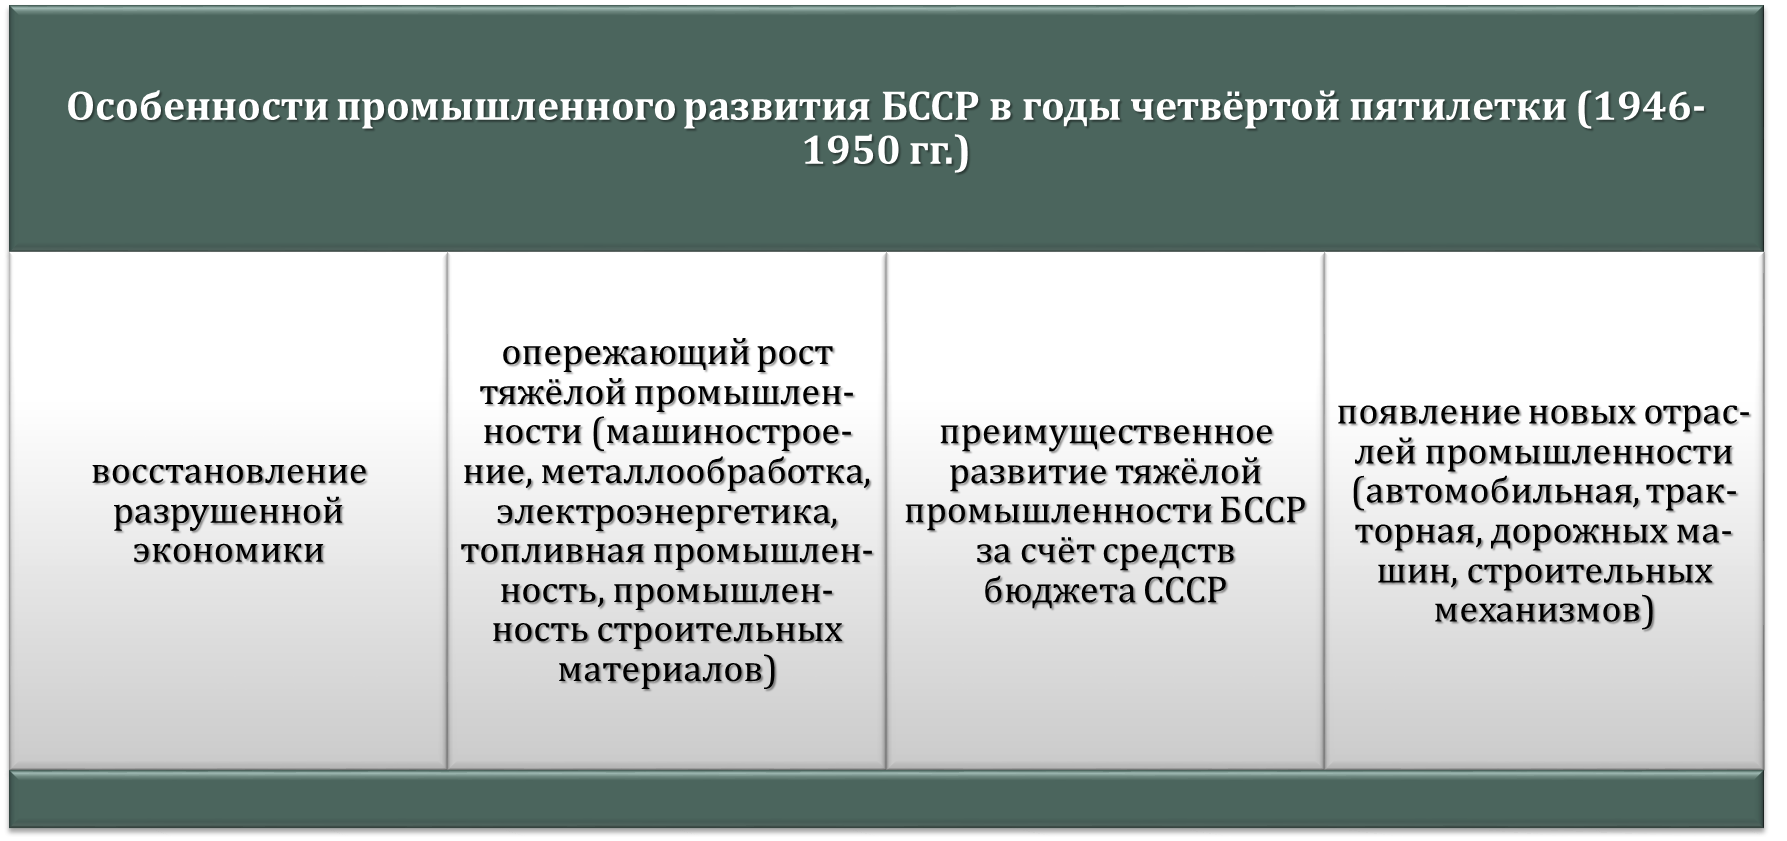 Особенности промышленного развития БССР в годы четвёртой пятилетки (1946-
1950 гг.)
восстановление
разрушенной
экономики
опережающий рост
тяжёлой промышлен-
ности (машинострое-
ние, металлообработка,
электроэнергетика,
топливная промышлен-
ность, промышлен-
ность строительных
материалов)
преимущественное
развитие тяжёлой
промышленности БССР
за счёт средств
бюджета СССР
появление новых отрас-
лей промышленности
(автомобильная, трак-
торная, дорожных ма-
шин, строительных
механизмов)